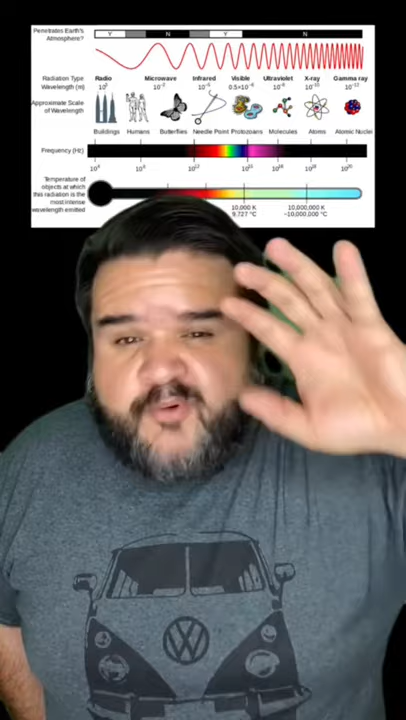 Penetrates Earth's
Atmosphere?
Y N Y N
Radiation Type Radio Microwave Infrared Visible Ultraviolet X-ray Gamma ray
Wavelength (m) 10³ 10⁻² 10⁻⁵ 0.5×10⁻⁶ 10⁻⁸ 10⁻¹⁰ 10⁻¹²
Approximate Scale
of Wavelength
Buildings Humans Butterflies Needle Point Protozoans Molecules Atoms Atomic Nuclei
Frequency (Hz)
10⁴ 10⁸ 10¹² 10¹⁵ 10¹⁶ 10¹⁸ 10²⁰
Temperature of
objects at which
this radiation is the
most intense
wavelength emitted
10,000 K 10,000,000 K
9,727 °C ~10,000,000 °C
VW